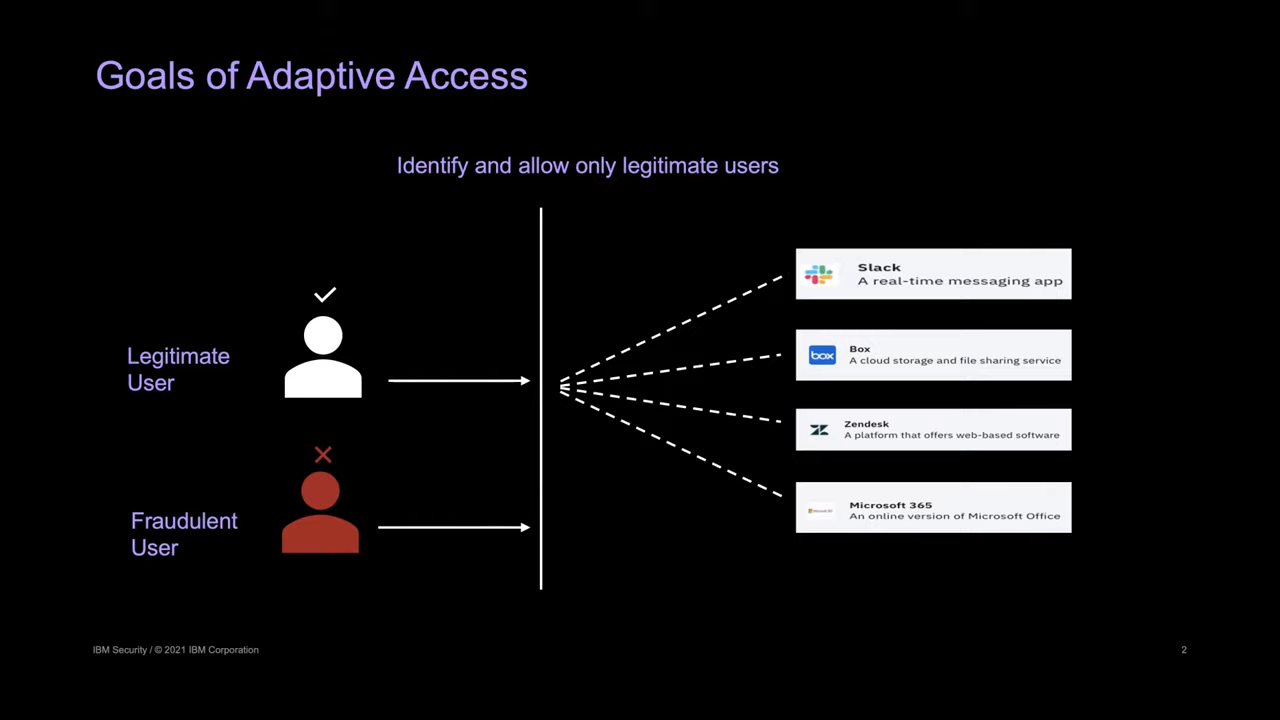 Goals of Adaptive Access
Identify and allow only legitimate users
Legitimate
User
Fraudulent
User
Slack
A real-time messaging app
box
Box
A cloud storage and file sharing service
Zendesk
A platform that offers web-based software
Microsoft 365
An online version of Microsoft Office
IBM Security / © 2021 IBM Corporation
2